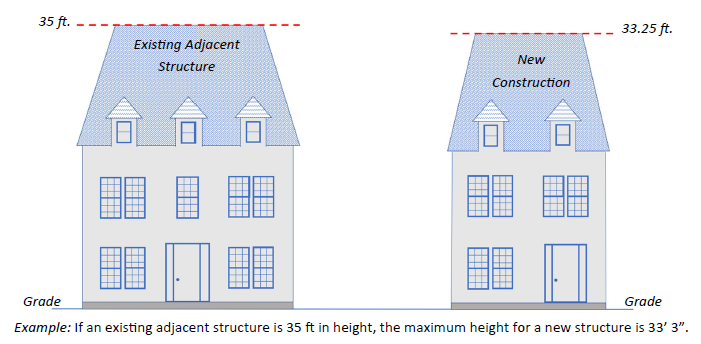 35 ft.
33.25 ft.
Existing Adjacent
Structure
New
Construction
Grade
Grade
Example: If an existing adjacent structure is 35 ft in height, the maximum height for a new structure is 33’ 3”.